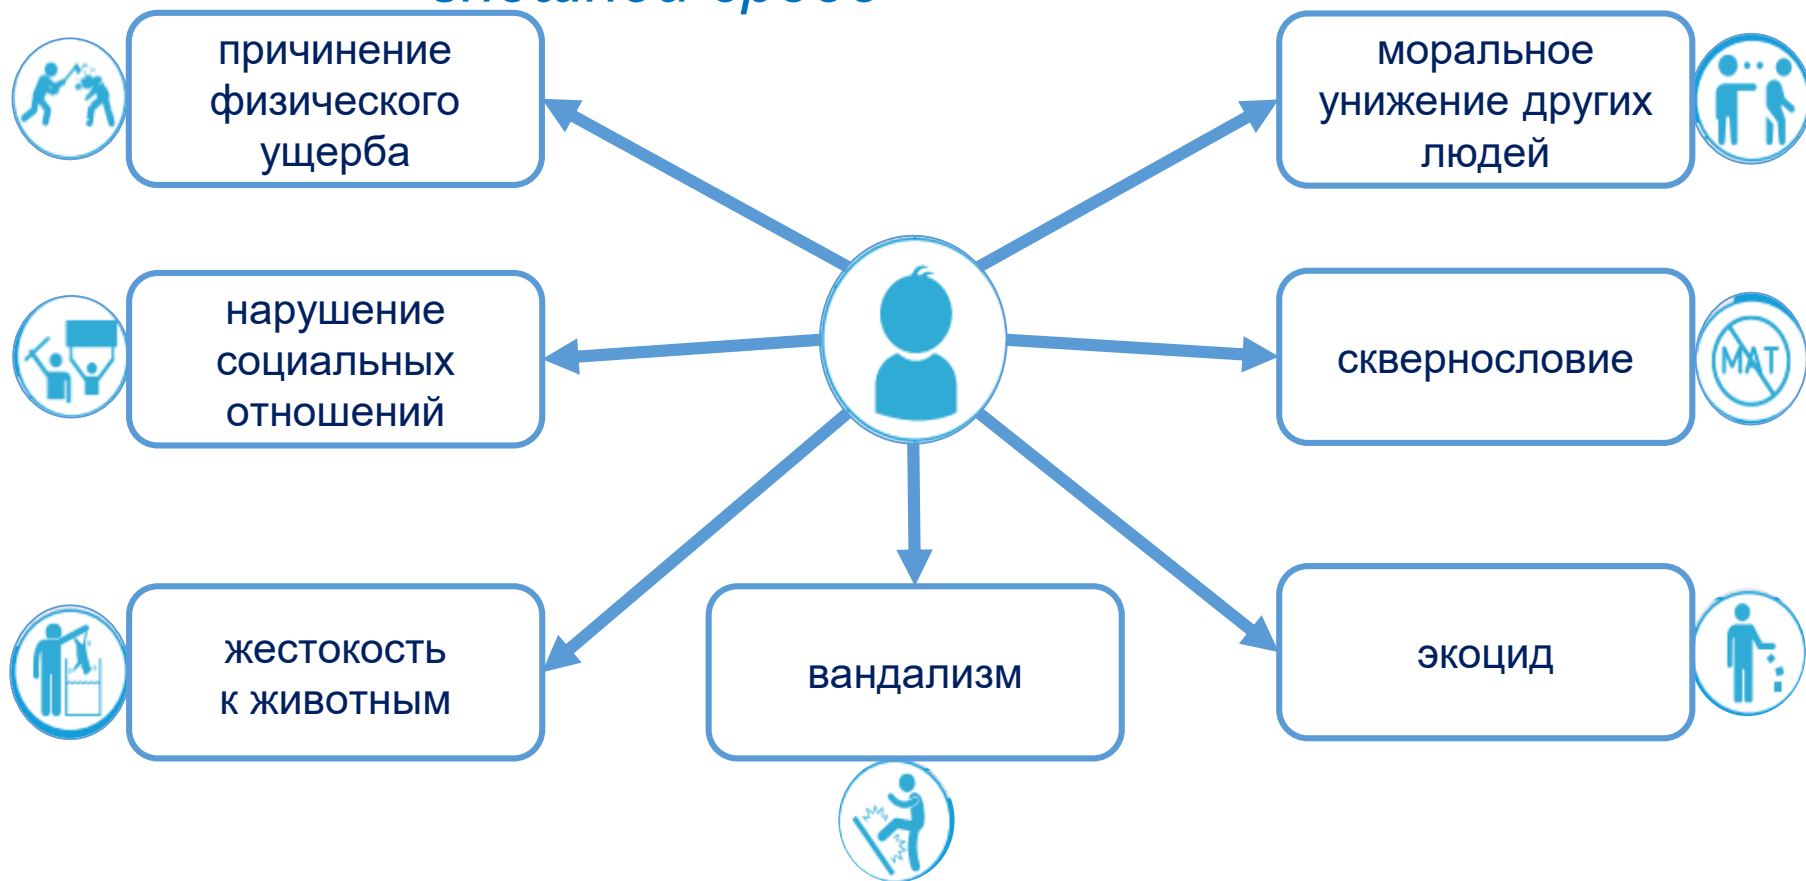 причинение
физического
ущерба
моральное
унижение других
людей
нарушение
социальных
отношений
сквернословие
МАТ
жестокость
к животным
вандализм
экоцид